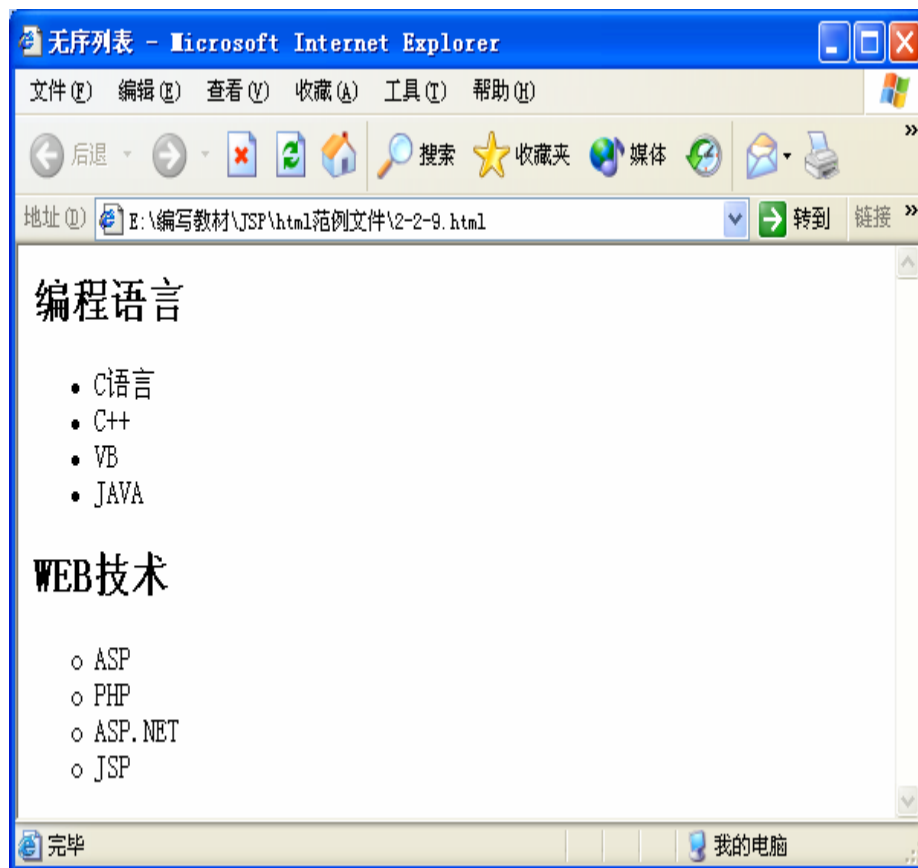 无序列表 - Microsoft Internet Explorer
文件(F) 编辑(E) 查看(V) 收藏(A) 工具(T) 帮助(H)
后退 搜索 收藏夹 媒体 »
地址(D) E:\编写教材\JSP\html范例文件\2-2-9.html 转到 链接 »
编程语言
• C语言
• C++
• VB
• JAVA
WEB技术
o ASP
o PHP
o ASP.NET
o JSP
完毕 我的电脑